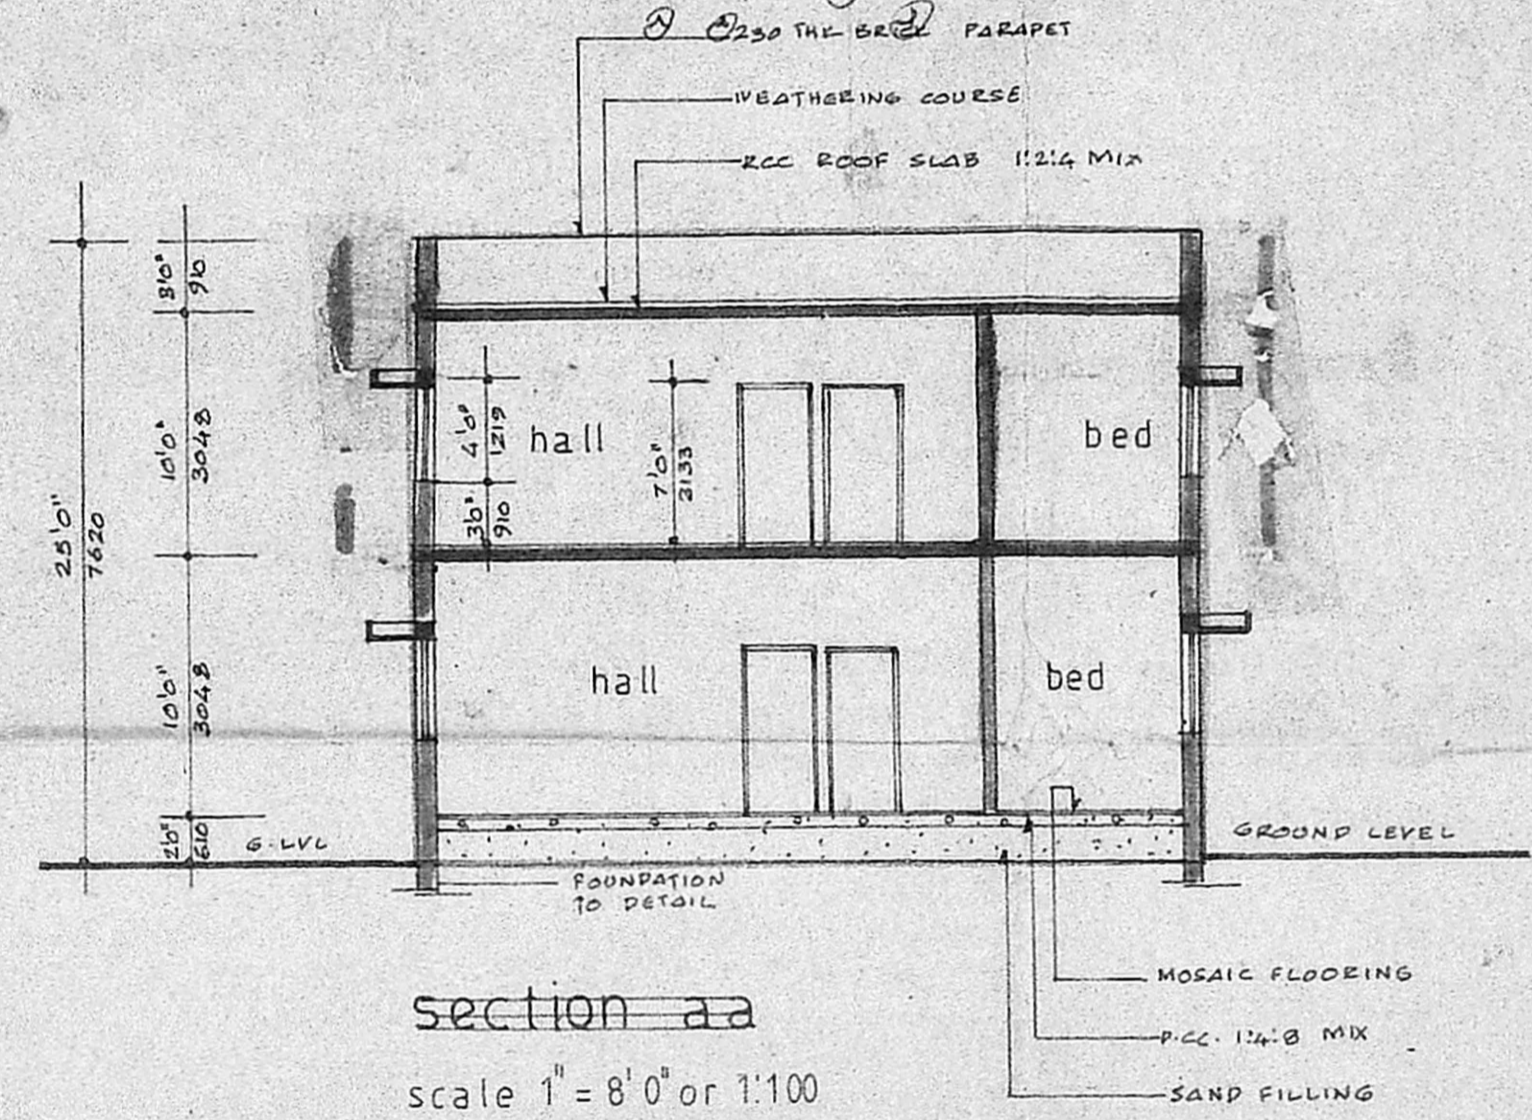 230 THK BRICK PARAPET
WEATHERING COURSE
RCC ROOF SLAB 1:2:4 MIX
3'0"
910
10'0"
3048
25'0"
7620
10'0"
3048
2'0"
610
4'0"
1219
3'0"
910
7'0"
2133
hall
bed
hall
bed
G.LVL
GROUND LEVEL
FOUNDATION
TO DETAIL
MOSAIC FLOORING
P.CC. 1:4:8 MIX
SAND FILLING
section aa
scale 1" = 8'0" or 1:100